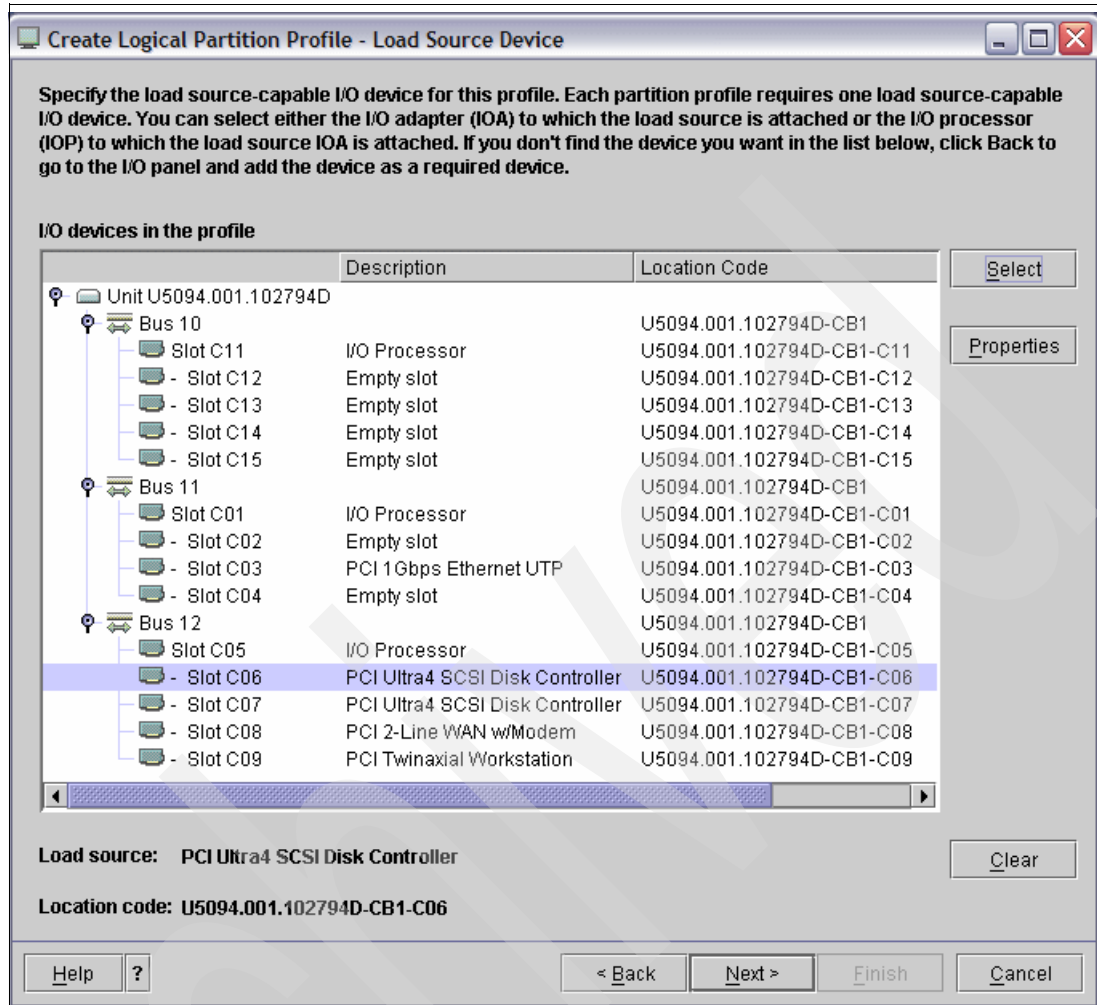 Create Logical Partition Profile - Load Source Device
Specify the load source-capable I/O device for this profile. Each partition profile requires one load source-capable
I/O device. You can select either the I/O adapter (IOA) to which the load source is attached or the I/O processor
(IOP) to which the load source IOA is attached. If you don't find the device you want in the list below, click Back to
go to the I/O panel and add the device as a required device.
I/O devices in the profile
Description Location Code
Select
Unit U5094.001.102794D
Bus 10 U5094.001.102794D-CB1
Properties
Slot C11 I/O Processor U5094.001.102794D-CB1-C11
- Slot C12 Empty slot U5094.001.102794D-CB1-C12
- Slot C13 Empty slot U5094.001.102794D-CB1-C13
- Slot C14 Empty slot U5094.001.102794D-CB1-C14
- Slot C15 Empty slot U5094.001.102794D-CB1-C15
Bus 11 U5094.001.102794D-CB1
Slot C01 I/O Processor U5094.001.102794D-CB1-C01
- Slot C02 Empty slot U5094.001.102794D-CB1-C02
- Slot C03 PCI 1Gbps Ethernet UTP U5094.001.102794D-CB1-C03
- Slot C04 Empty slot U5094.001.102794D-CB1-C04
Bus 12 U5094.001.102794D-CB1
Slot C05 I/O Processor U5094.001.102794D-CB1-C05
- Slot C06 PCI Ultra4 SCSI Disk Controller U5094.001.102794D-CB1-C06
- Slot C07 PCI Ultra4 SCSI Disk Controller U5094.001.102794D-CB1-C07
- Slot C08 PCI 2-Line WAN w/Modem U5094.001.102794D-CB1-C08
- Slot C09 PCI Twinaxial Workstation U5094.001.102794D-CB1-C09
Load source: PCI Ultra4 SCSI Disk Controller
Clear
Location code: U5094.001.102794D-CB1-C06
Help ? < Back Next > Finish Cancel